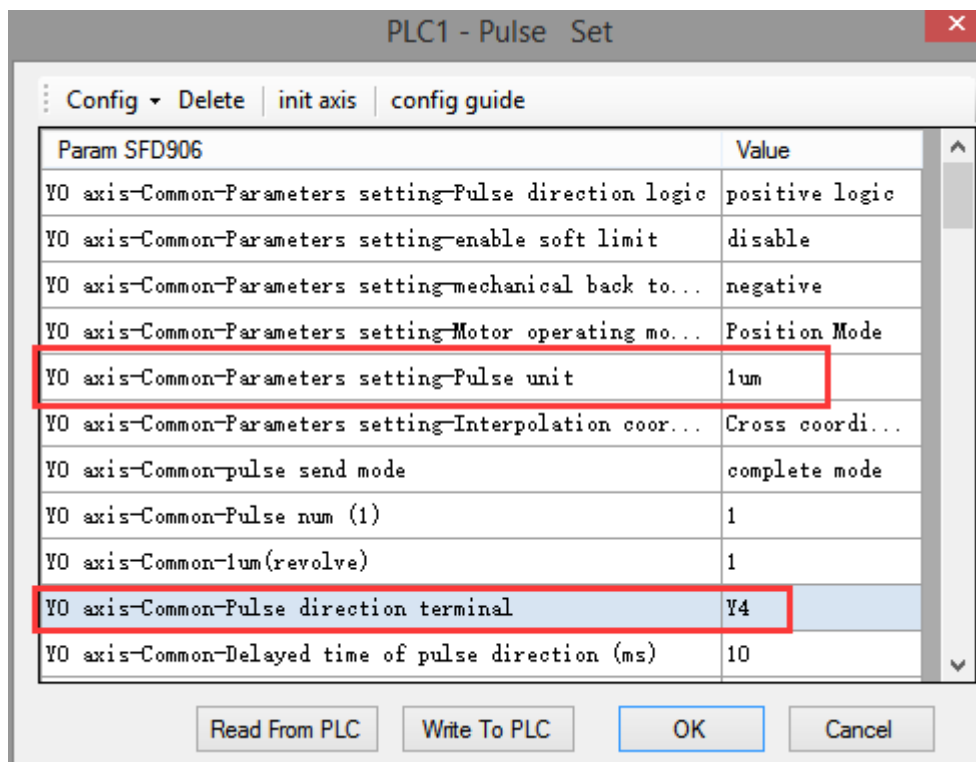 PLC1 - Pulse Set
Config Delete init axis config guide
Param SFD906 Value
Y0 axis-Common-Parameters setting-Pulse direction logic positive logic
Y0 axis-Common-Parameters setting-enable soft limit disable
Y0 axis-Common-Parameters setting-mechanical back to... negative
Y0 axis-Common-Parameters setting-Motor operating mo... Position Mode
Y0 axis-Common-Parameters setting-Pulse unit 1um
Y0 axis-Common-Parameters setting-Interpolation coor... Cross coordi...
Y0 axis-Common-pulse send mode complete mode
Y0 axis-Common-Pulse num (1) 1
Y0 axis-Common-1um(revolve) 1
Y0 axis-Common-Pulse direction terminal Y4
Y0 axis-Common-Delayed time of pulse direction (ms) 10
Read From PLC Write To PLC OK Cancel